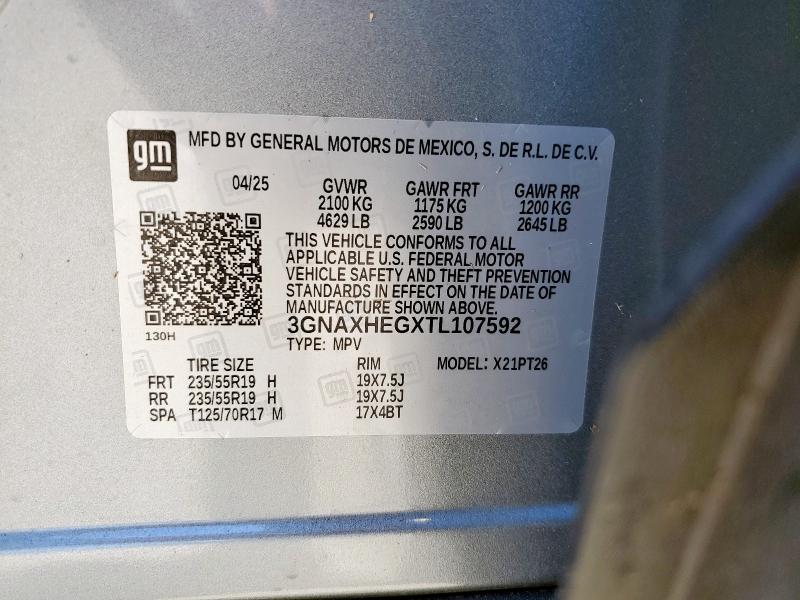 gm
MFD BY GENERAL MOTORS DE MEXICO, S. DE R.L. DE C.V.
04/25 GVWR GAWR FRT GAWR RR
2100 KG 1175 KG 1200 KG
4629 LB 2590 LB 2645 LB
THIS VEHICLE CONFORMS TO ALL
APPLICABLE U.S. FEDERAL MOTOR
VEHICLE SAFETY AND THEFT PREVENTION
STANDARDS IN EFFECT ON THE DATE OF
MANUFACTURE SHOWN ABOVE.
3GNAXHEGXTL107592
130H
TYPE: MPV
TIRE SIZE RIM MODEL: X21PT26
FRT 235/55R19 H 19X7.5J
RR 235/55R19 H 19X7.5J
SPA T125/70R17 M 17X4BT